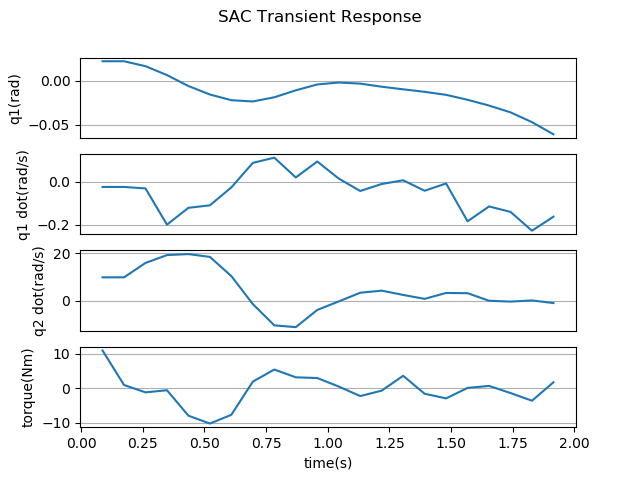 SAC Transient Response
q1(rad)
0.00
−0.05
q1 dot(rad/s)
0.0
−0.2
q2 dot(rad/s)
20
0
torque(Nm)
10
0
−10
0.00 0.25 0.50 0.75 1.00 1.25 1.50 1.75 2.00
time(s)